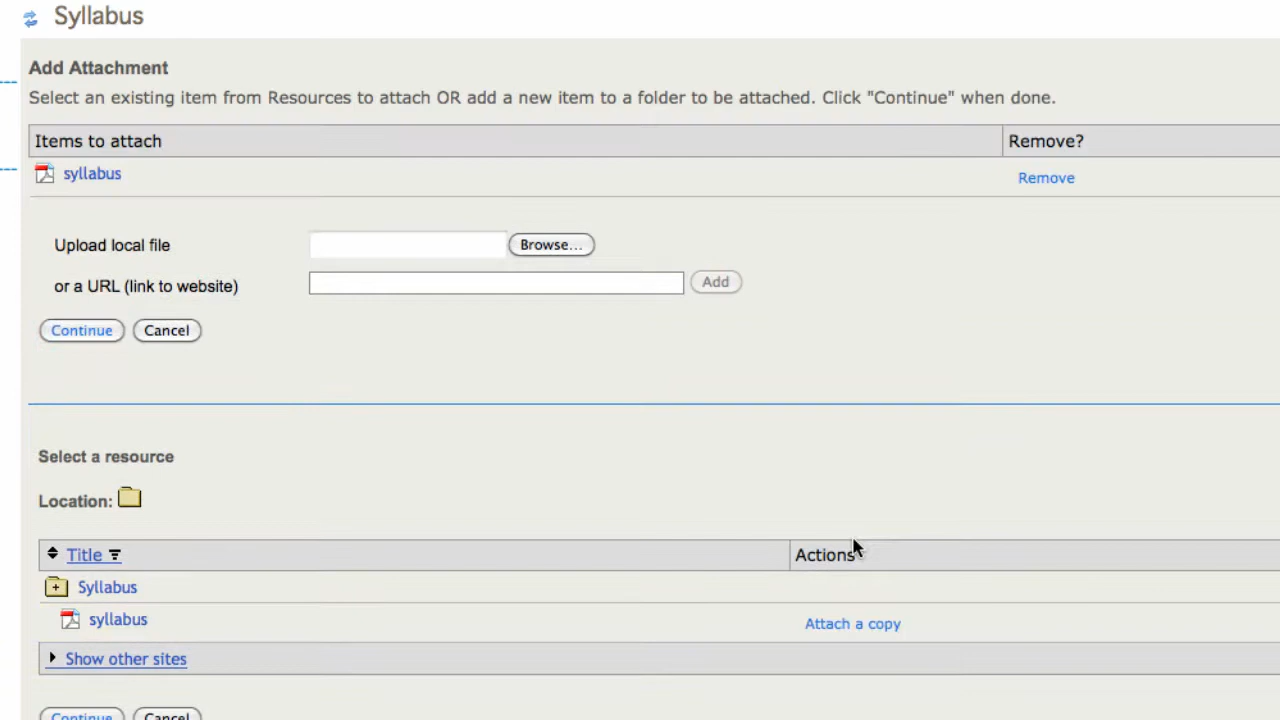 Syllabus
Add Attachment
Select an existing item from Resources to attach OR add a new item to a folder to be attached. Click "Continue" when done.
Items to attach Remove?
syllabus Remove
Upload local file Browse...
or a URL (link to website) Add
Continue Cancel
Select a resource
Location:
Title Actions
Syllabus
syllabus Attach a copy
Show other sites
Continue Cancel